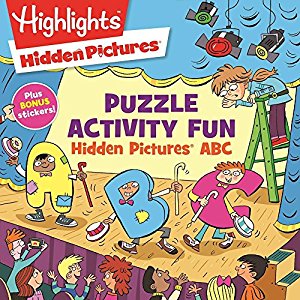 Highlights
Hidden Pictures®
Plus
BONUS
stickers!
PUZZLE
ACTIVITY FUN
Hidden Pictures® ABC
A B C